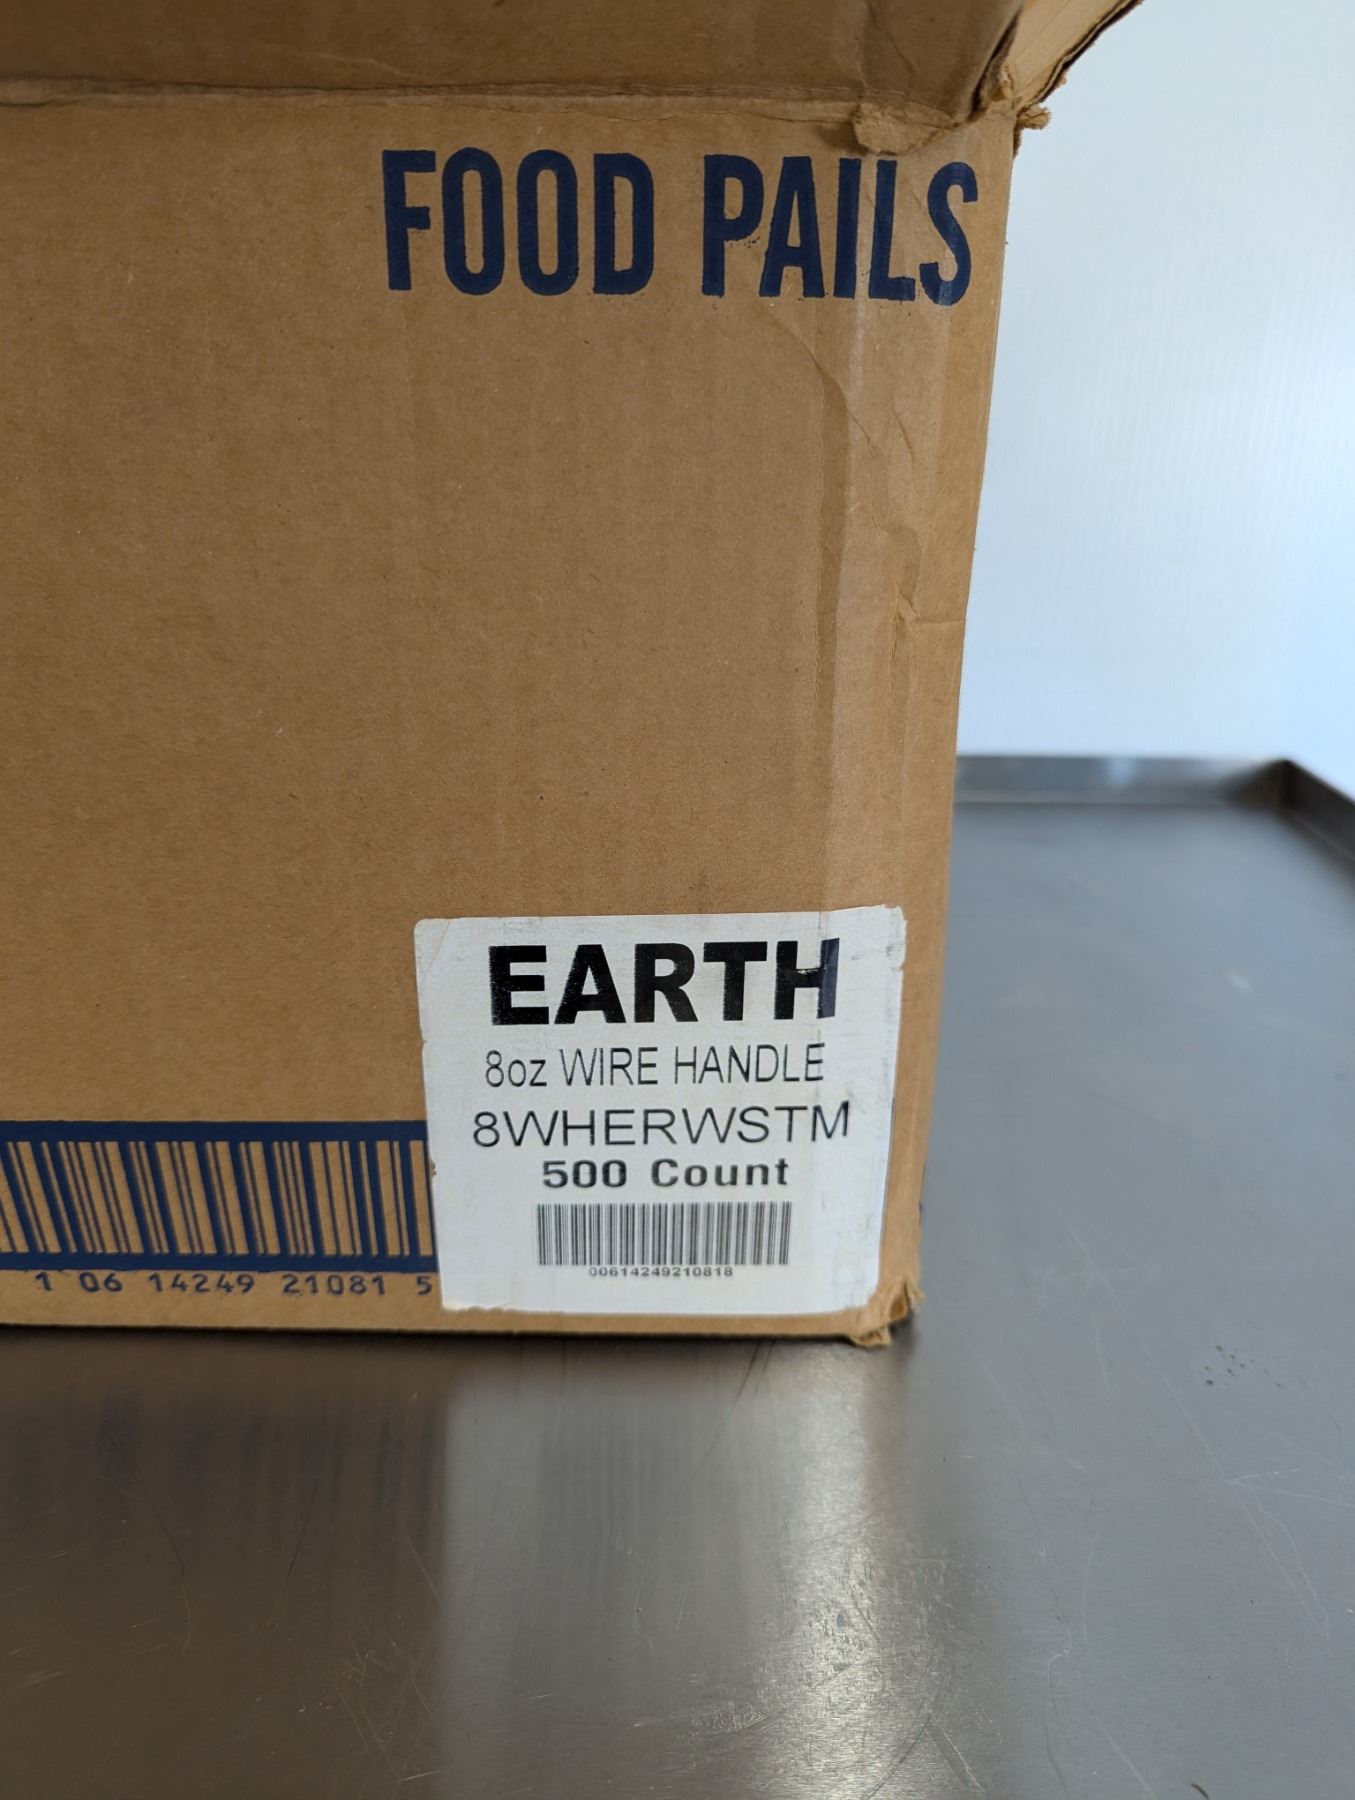 FOOD PAILS
EARTH
8oz WIRE HANDLE
8WHERWSTM
500 Count
00614249210818
1 06 14249 21081 5